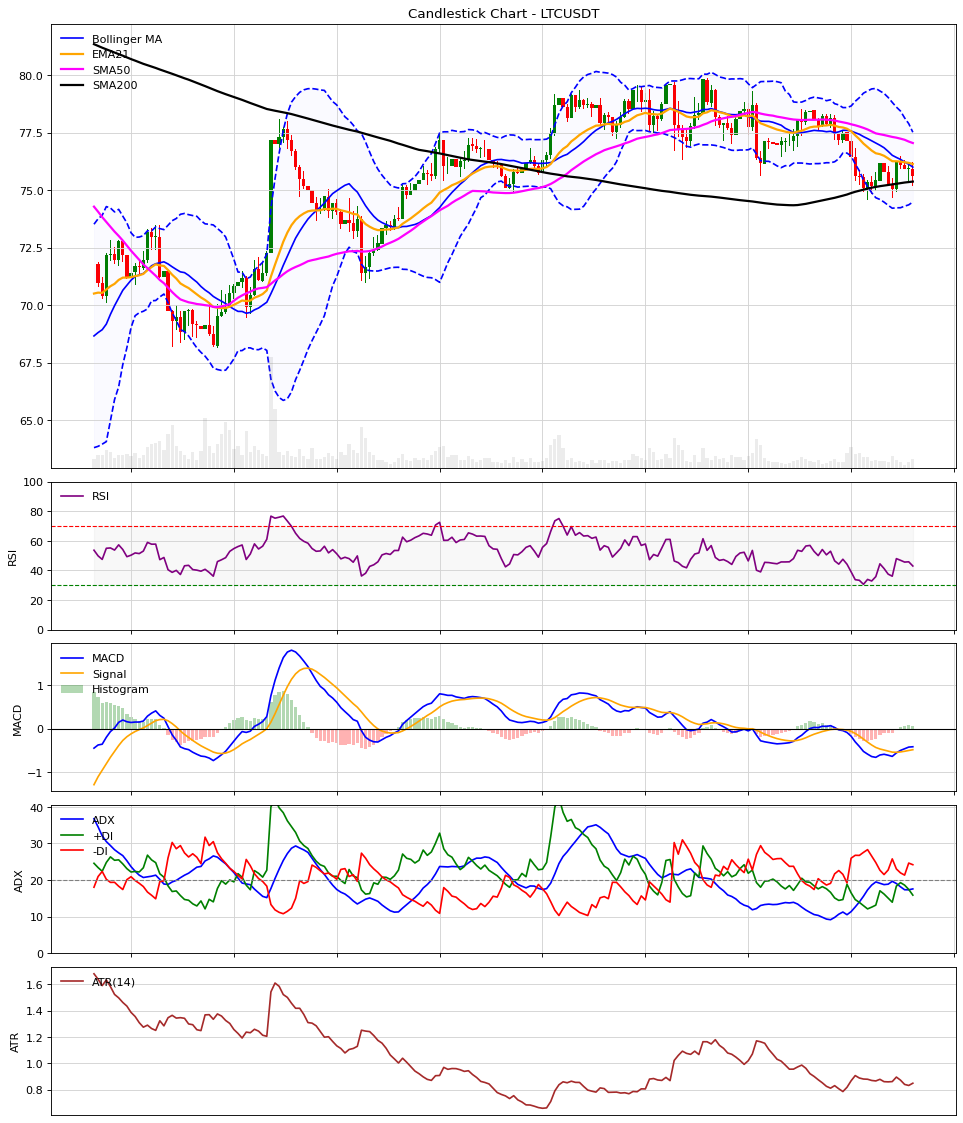 Candlestick Chart - LTCUSDT
Bollinger MA
EMA21
SMA50
SMA200
80.0
77.5
75.0
72.5
70.0
67.5
65.0
RSI
100
80
60
40
20
0
RSI
MACD
Signal
Histogram
1
0
−1
MACD
ADX
+DI
-DI
40
30
20
10
0
ADX
ATR(14)
1.6
1.4
1.2
1.0
0.8
ATR